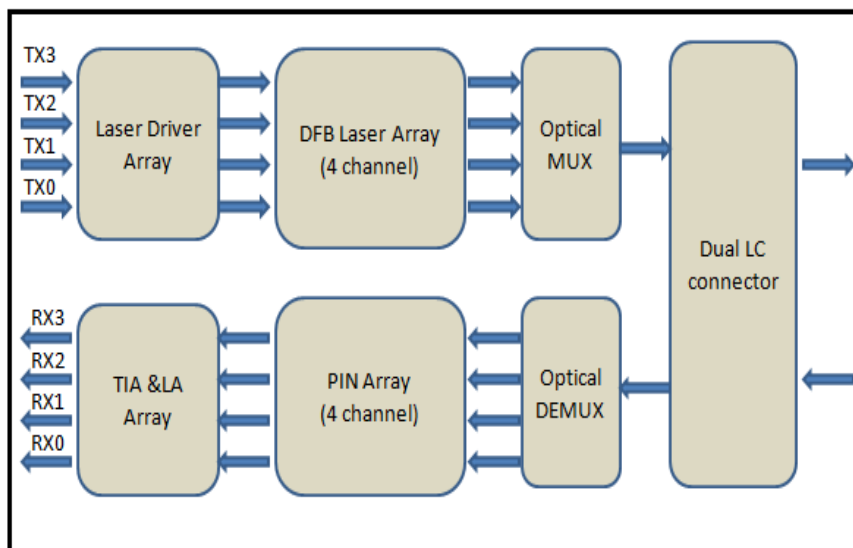 TX3
TX2
TX1
TX0
Laser Driver
Array
DFB Laser Array
(4 channel)
Optical
MUX
Dual LC
connector
RX3
RX2
RX1
RX0
TIA &LA
Array
PIN Array
(4 channel)
Optical
DEMUX